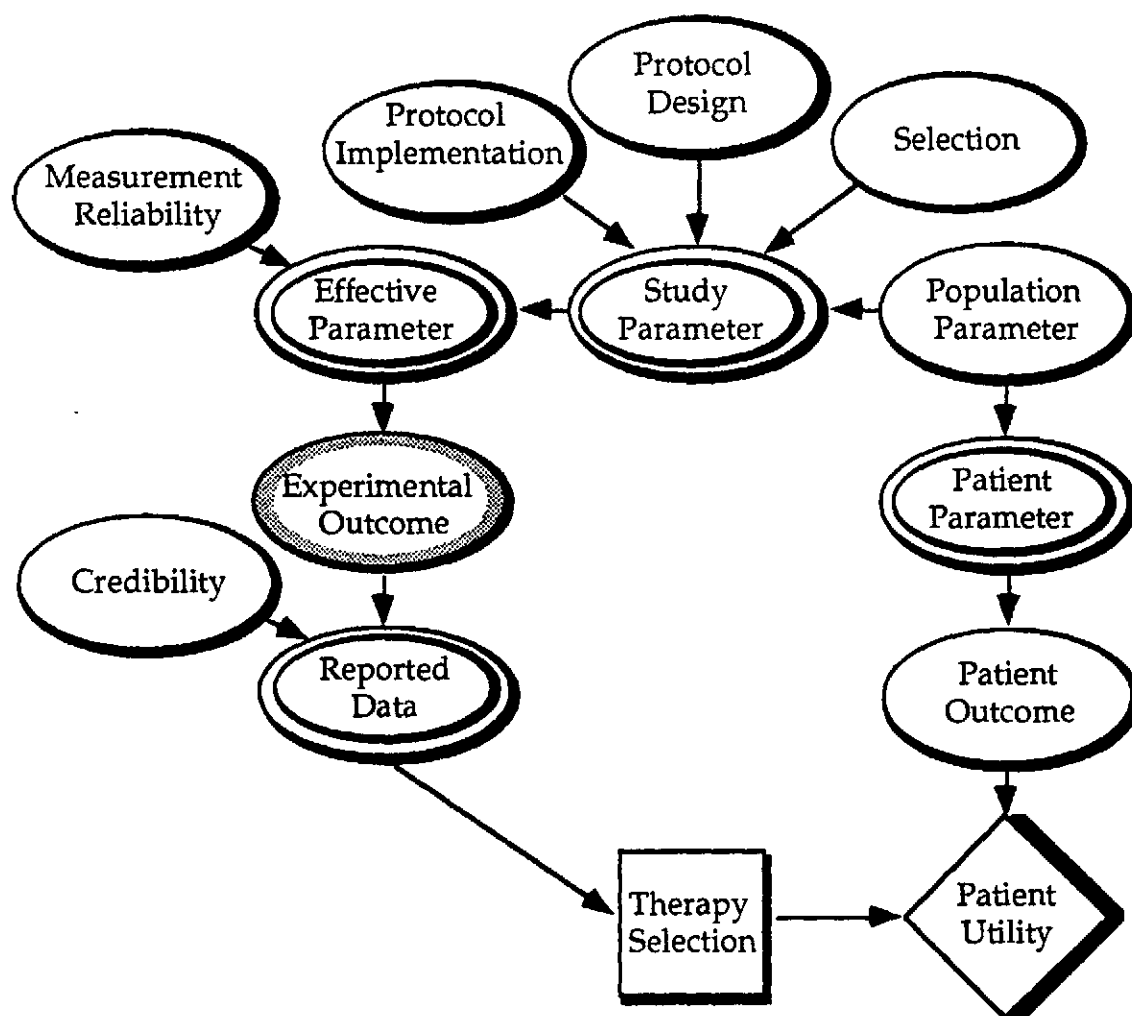 Protocol
Design
Protocol
Implementation
Selection
Measurement
Reliability
Effective
Parameter
Study
Parameter
Population
Parameter
Experimental
Outcome
Patient
Parameter
Credibility
Reported
Data
Patient
Outcome
Therapy
Selection
Patient
Utility